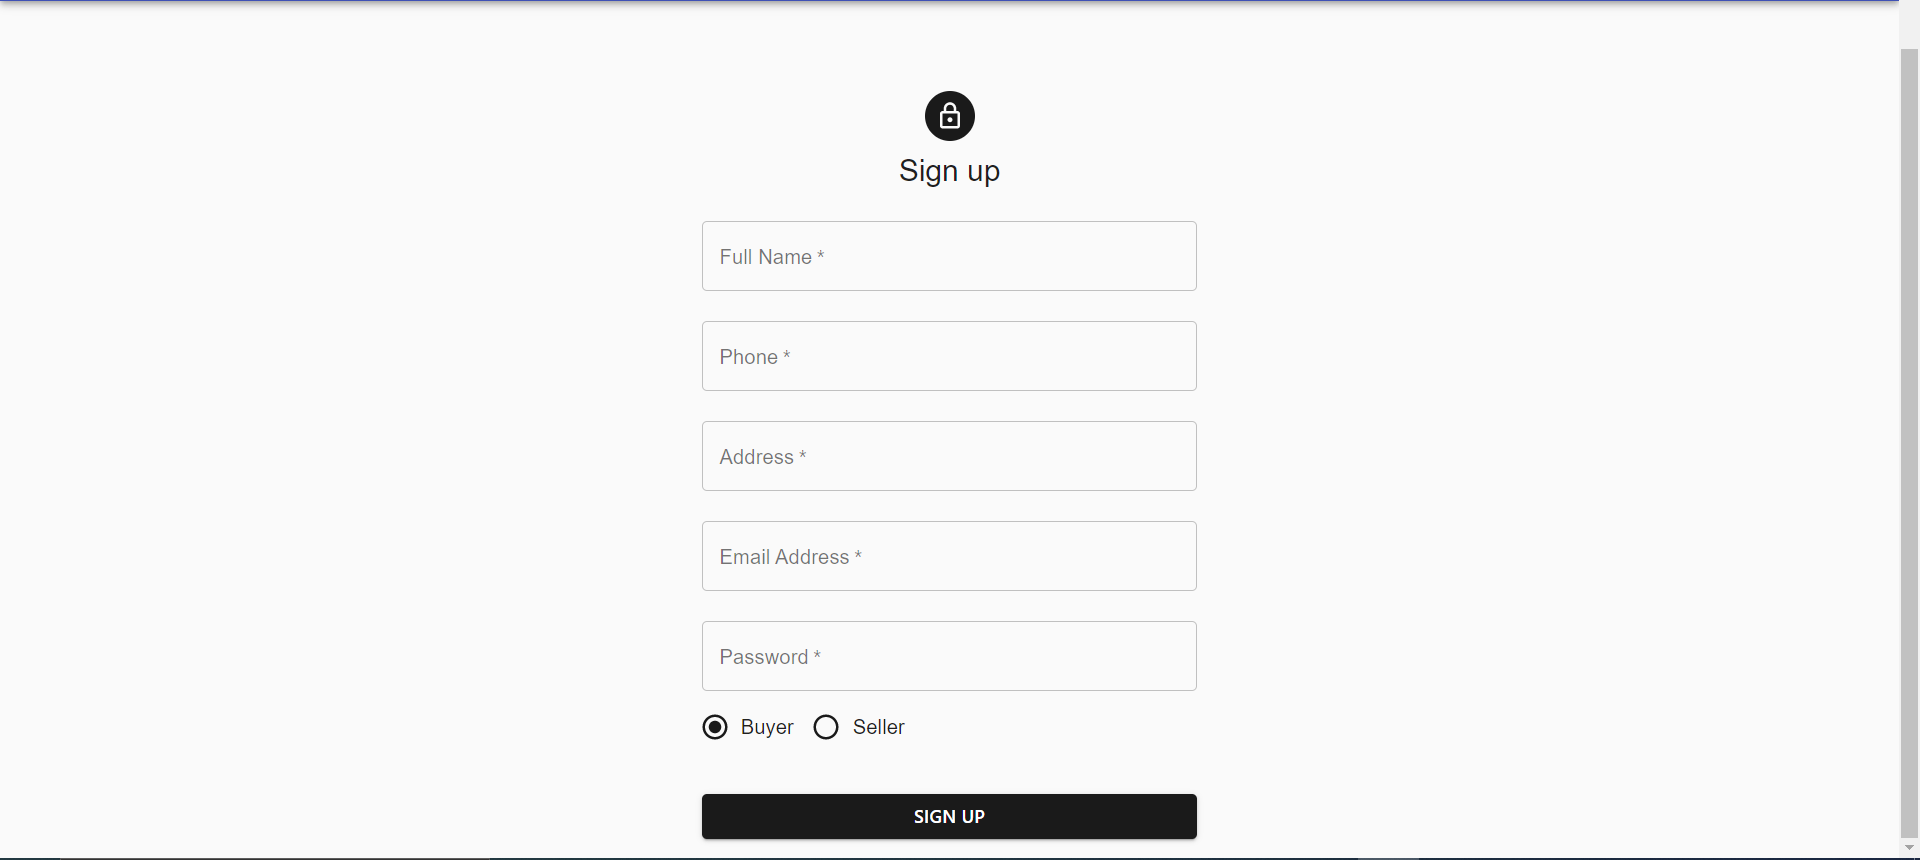 Sign up
Full Name *
Phone *
Address *
Email Address *
Password *
Buyer Seller
SIGN UP